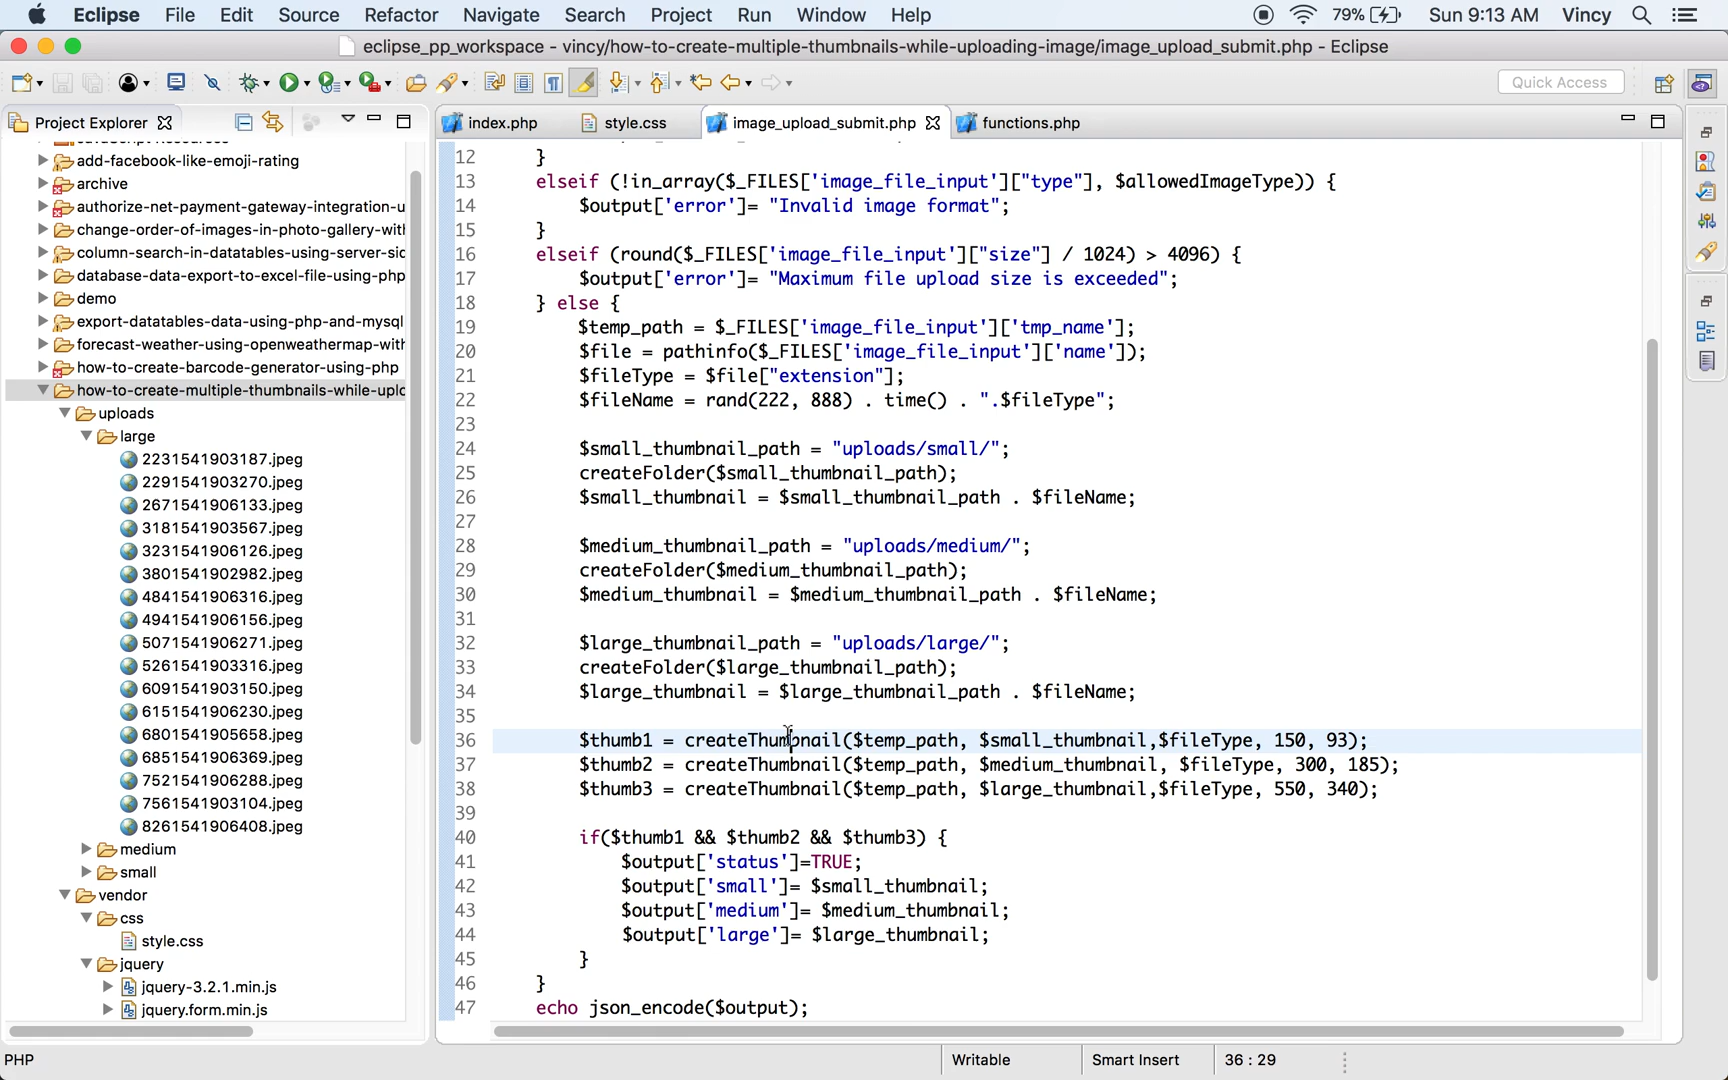 Eclipse File Edit Source Refactor Navigate Search Project Run Window Help 79% Sun 9:13 AM Vincy
eclipse_pp_workspace - vincy/how-to-create-multiple-thumbnails-while-uploading-image/image_upload_submit.php - Eclipse
Quick Access
Project Explorer
index.php style.css image_upload_submit.php functions.php
add-facebook-like-emoji-rating
archive
authorize-net-payment-gateway-integration-u
change-order-of-images-in-photo-gallery-wit
column-search-in-datatables-using-server-sic
database-data-export-to-excel-file-using-php
demo
export-datatables-data-using-php-and-mysql
forecast-weather-using-openweathermap-with
how-to-create-barcode-generator-using-php
how-to-create-multiple-thumbnails-while-uplo
uploads
large
2231541903187.jpeg
2291541903270.jpeg
2671541906133.jpeg
3181541903567.jpeg
3231541906126.jpeg
3801541902982.jpeg
4841541906316.jpeg
4941541906156.jpeg
5071541906271.jpeg
5261541903316.jpeg
6091541903150.jpeg
6151541906230.jpeg
6801541905658.jpeg
6851541906369.jpeg
7521541906288.jpeg
7561541903104.jpeg
8261541906408.jpeg
medium
small
vendor
css
style.css
jquery
jquery-3.2.1.min.js
jquery.form.min.js
12 }
13 elseif (!in_array($_FILES['image_file_input']["type"], $allowedImageType)) {
14 $output['error']= "Invalid image format";
15 }
16 elseif (round($_FILES['image_file_input']["size"] / 1024) > 4096) {
17 $output['error']= "Maximum file upload size is exceeded";
18 } else {
19 $temp_path = $_FILES['image_file_input']['tmp_name'];
20 $file = pathinfo($_FILES['image_file_input']['name']);
21 $fileType = $file["extension"];
22 $fileName = rand(222, 888) . time() . ".$fileType";
23
24 $small_thumbnail_path = "uploads/small/";
25 createFolder($small_thumbnail_path);
26 $small_thumbnail = $small_thumbnail_path . $fileName;
27
28 $medium_thumbnail_path = "uploads/medium/";
29 createFolder($medium_thumbnail_path);
30 $medium_thumbnail = $medium_thumbnail_path . $fileName;
31
32 $large_thumbnail_path = "uploads/large/";
33 createFolder($large_thumbnail_path);
34 $large_thumbnail = $large_thumbnail_path . $fileName;
35
36 $thumb1 = createThumbnail($temp_path, $small_thumbnail,$fileType, 150, 93);
37 $thumb2 = createThumbnail($temp_path, $medium_thumbnail, $fileType, 300, 185);
38 $thumb3 = createThumbnail($temp_path, $large_thumbnail,$fileType, 550, 340);
39
40 if($thumb1 && $thumb2 && $thumb3) {
41 $output['status']=TRUE;
42 $output['small']= $small_thumbnail;
43 $output['medium']= $medium_thumbnail;
44 $output['large']= $large_thumbnail;
45 }
46 }
47 echo json_encode($output);
PHP Writable Smart Insert 36 : 29